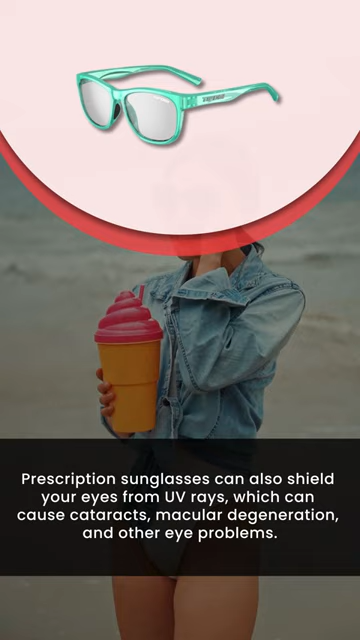 Prescription sunglasses can also shield
your eyes from UV rays, which can
cause cataracts, macular degeneration,
and other eye problems.